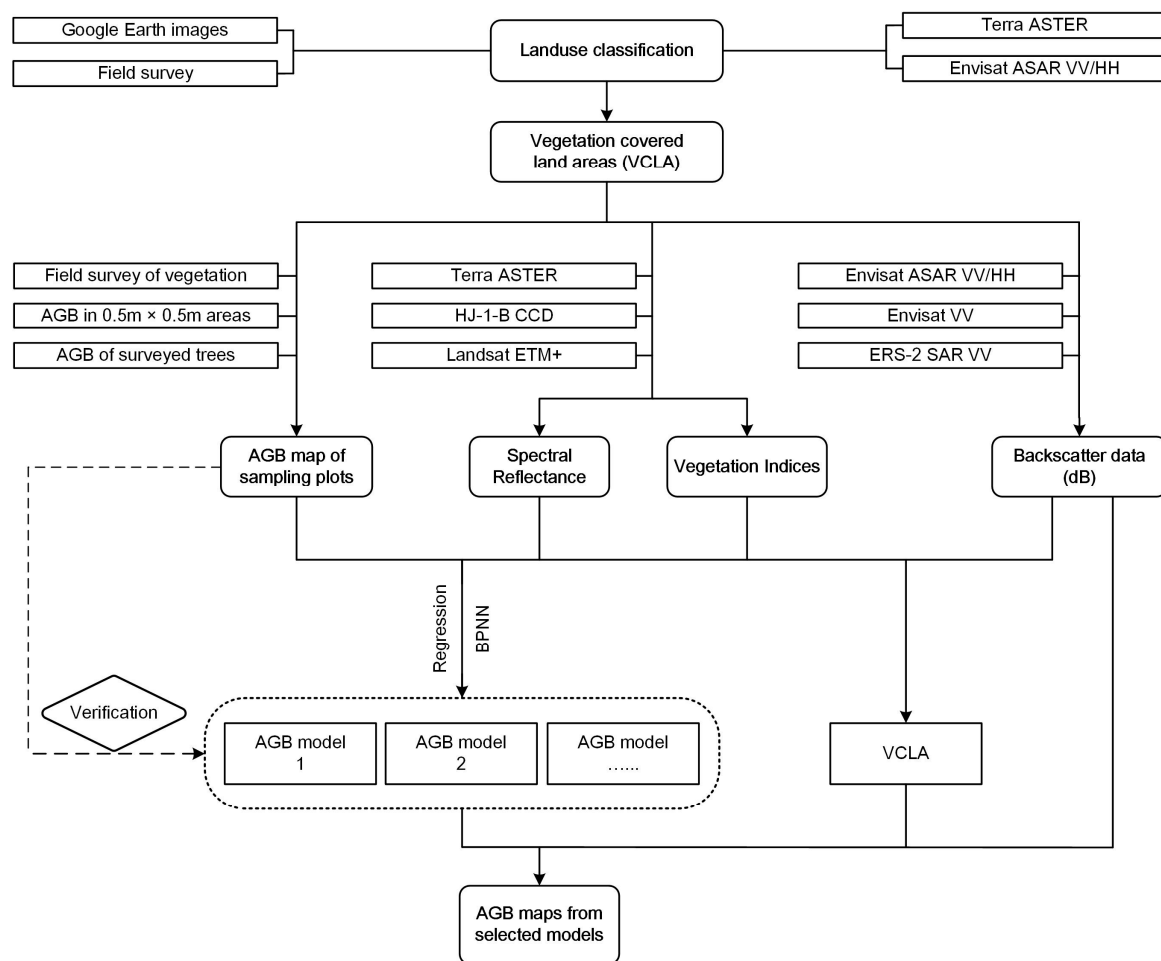 Google Earth images
Field survey
Landuse classification
Terra ASTER
Envisat ASAR VV/HH
Vegetation covered
land areas (VCLA)
Field survey of vegetation
AGB in 0.5m × 0.5m areas
AGB of surveyed trees
Terra ASTER
HJ-1-B CCD
Landsat ETM+
Envisat ASAR VV/HH
Envisat VV
ERS-2 SAR VV
AGB map of
sampling plots
Spectral
Reflectance
Vegetation Indices
Backscatter data
(dB)
Regression
BPNN
Verification
AGB model
1
AGB model
2
AGB model
…...
VCLA
AGB maps from
selected models